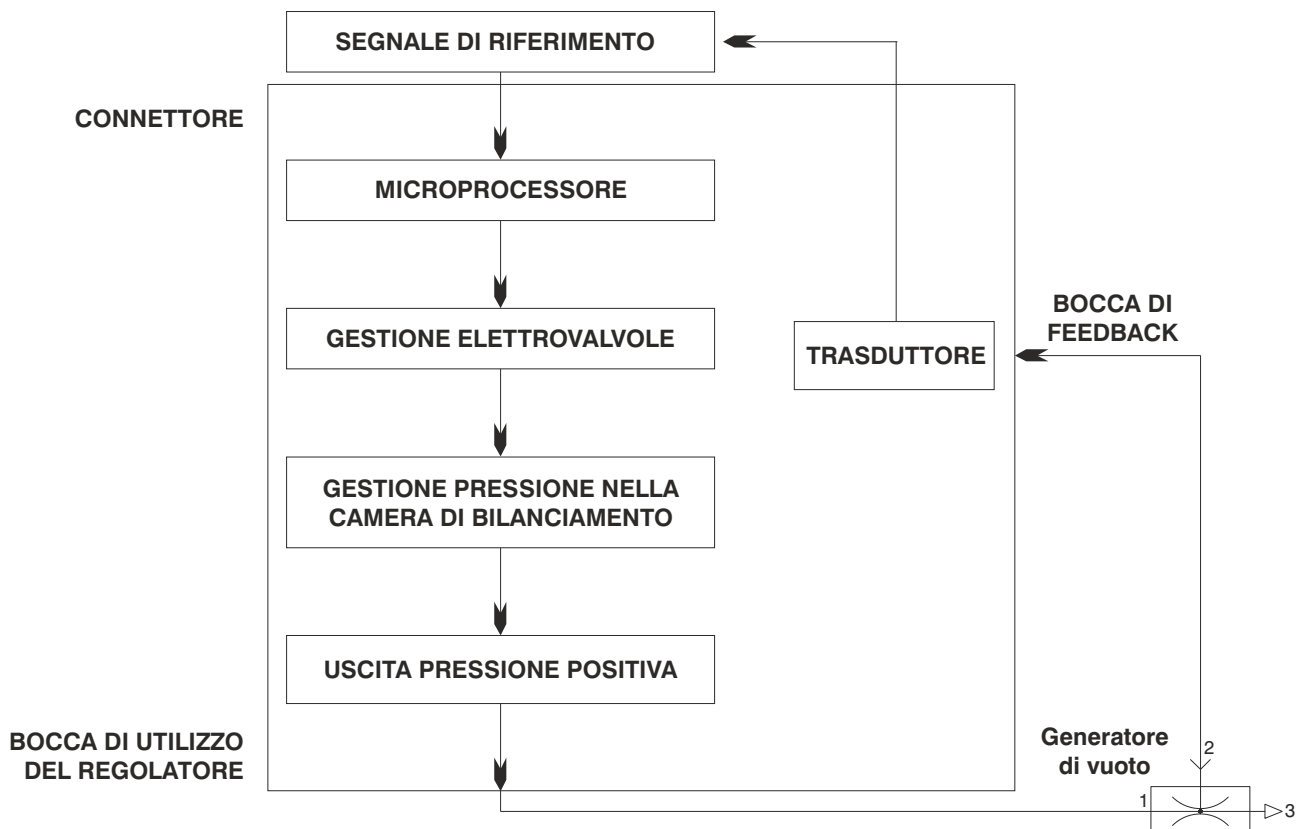 SEGNALE DI RIFERIMENTO
CONNETTORE
MICROPROCESSORE
GESTIONE ELETTROVALVOLE
BOCCA DI
FEEDBACK
TRASDUTTORE
GESTIONE PRESSIONE NELLA
CAMERA DI BILANCIAMENTO
USCITA PRESSIONE POSITIVA
BOCCA DI UTILIZZO
DEL REGOLATORE
Generatore
di vuoto
2
1
3